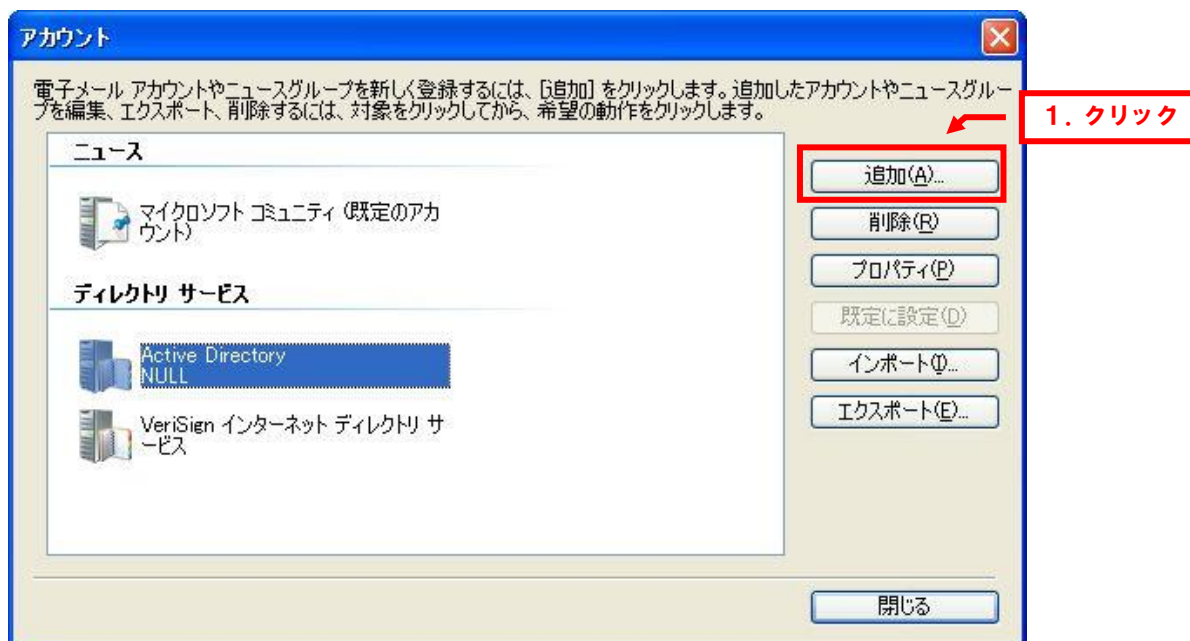 アカウント
電子メール アカウントやニュースグループを新しく登録するには、[追加] をクリックします。追加したアカウントやニュースグルー
プを編集、エクスポート、削除するには、対象をクリックしてから、希望の動作をクリックします。
1. クリック
ニュース
追加(A)...
マイクロソフト コミュニティ (既定のアカ
ウント)
削除(R)
プロパティ(P)
ディレクトリ サービス
既定に設定(D)
Active Directory
NULL
インポート(I)...
VeriSign インターネット ディレクトリ サ
ービス
エクスポート(E)...
閉じる